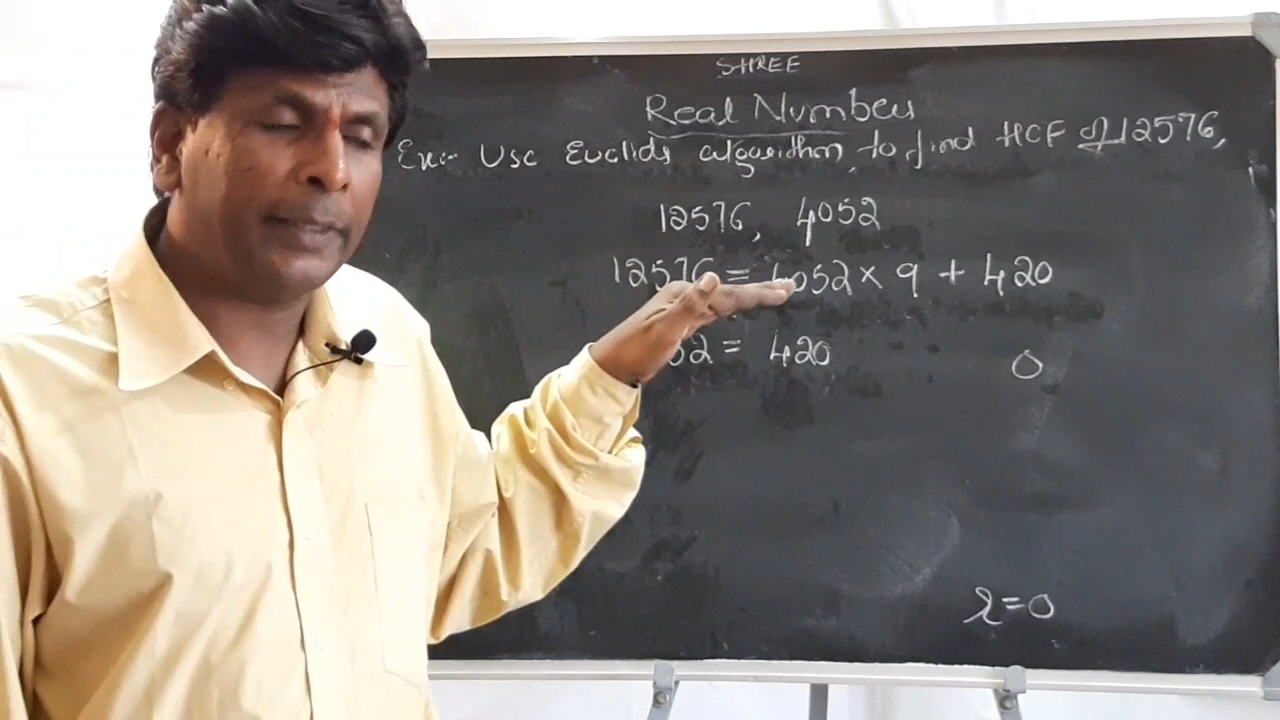 SHREE
Real Numbers
Ex:- Use Euclids algorithm, to find HCF of 12576,
12576, 4052
12576 = 4052 × 9 + 420
52 = 420 0
r=0